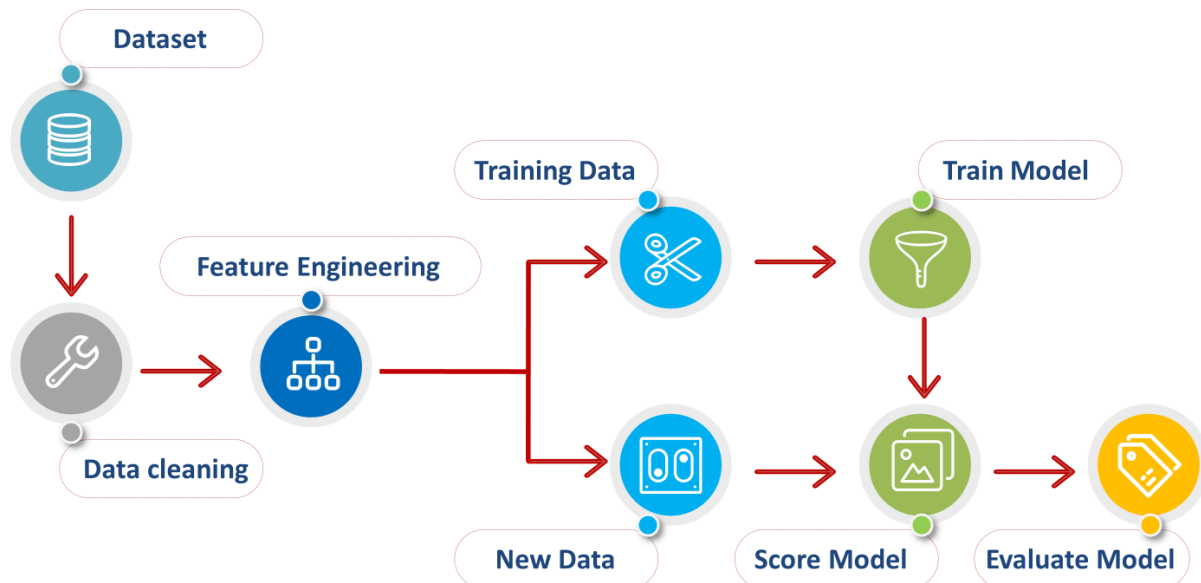 Dataset
Training Data
Train Model
Feature Engineering
Data cleaning
New Data
Score Model
Evaluate Model